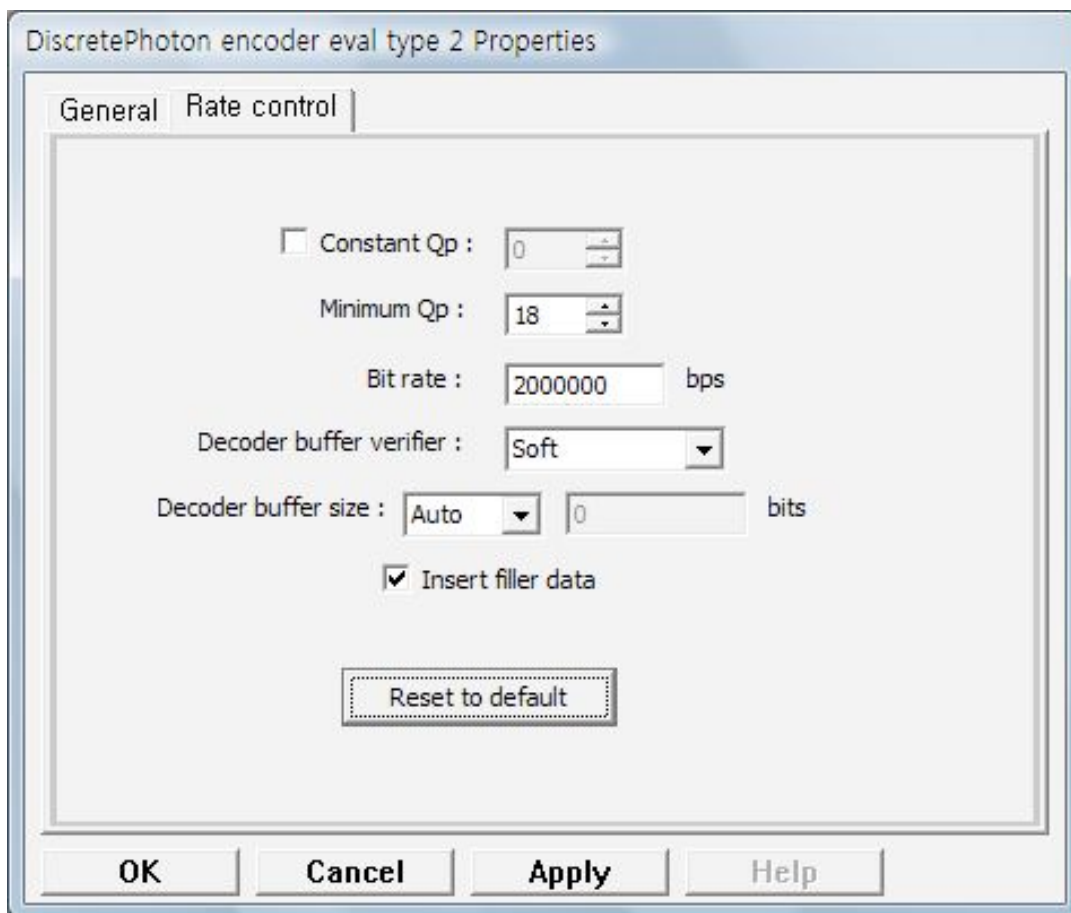 DiscretePhoton encoder eval type 2 Properties
General Rate control
Constant Qp : 0
Minimum Qp : 18
Bit rate : 2000000 bps
Decoder buffer verifier : Soft
Decoder buffer size : Auto 0 bits
Insert filler data
Reset to default
OK Cancel Apply Help